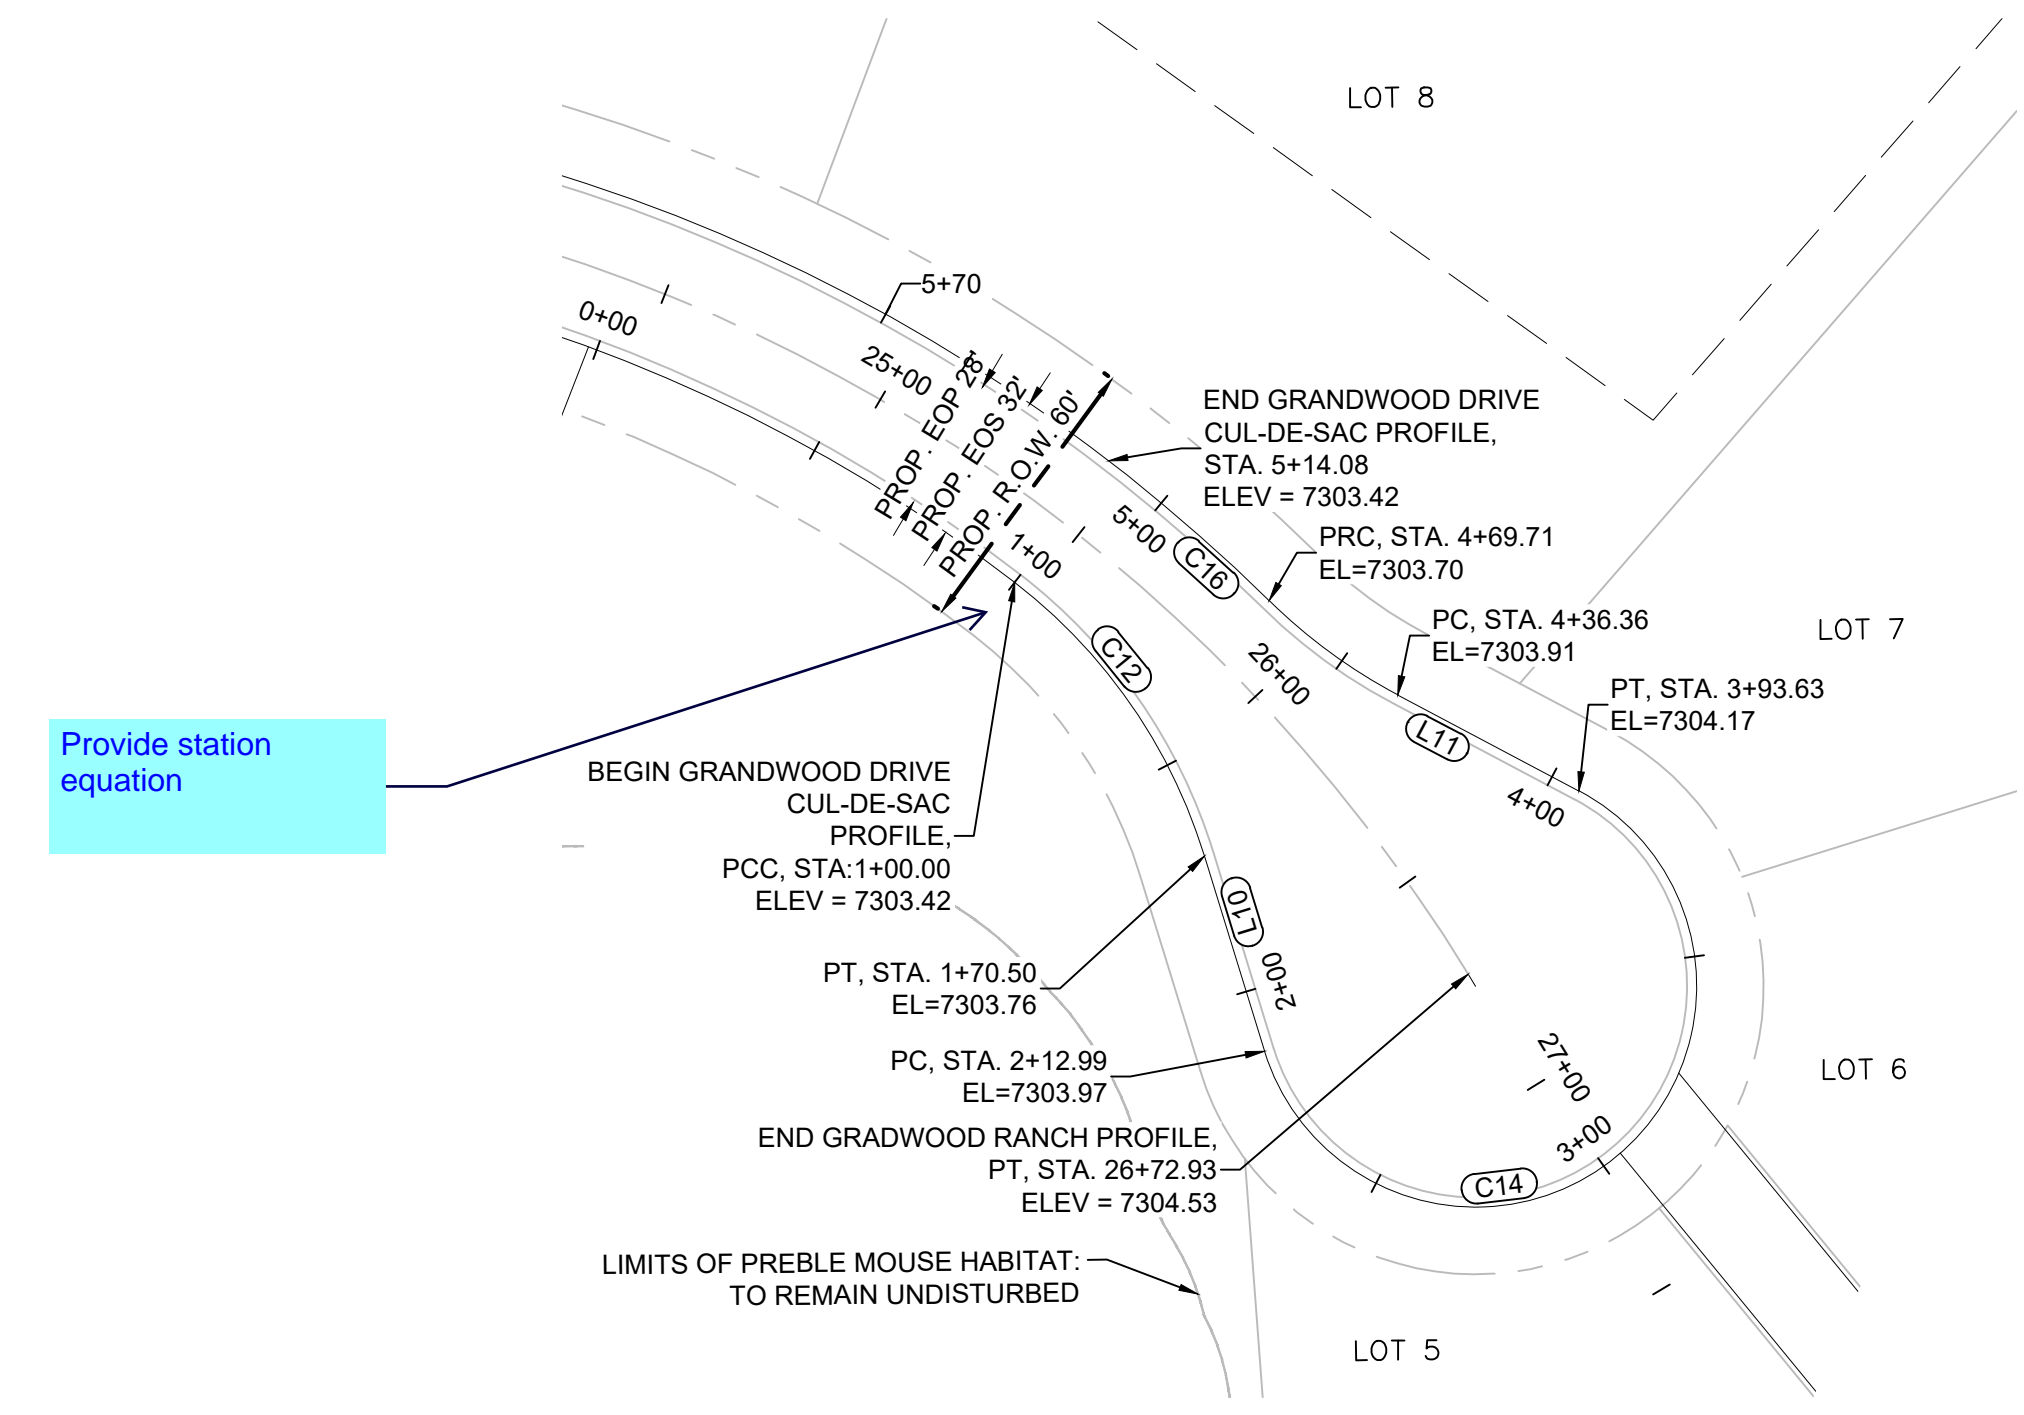 LOT 8
5+70
0+00
25+00
PROP. EOP 28'
PROP. EOS 32'
PROP. R.O.W. 60'
END GRANDWOOD DRIVE
CUL-DE-SAC PROFILE,
STA. 5+14.08
ELEV = 7303.42
1+00
5+00
C16
PRC, STA. 4+69.71
EL=7303.70
PC, STA. 4+36.36
EL=7303.91
LOT 7
C12
26+00
PT, STA. 3+93.63
EL=7304.17
L11
4+00
Provide station
equation
BEGIN GRANDWOOD DRIVE
CUL-DE-SAC
PROFILE,
PCC, STA:1+00.00
ELEV = 7303.42
L10
2+00
PT, STA. 1+70.50
EL=7303.76
PC, STA. 2+12.99
EL=7303.97
27+00
LOT 6
END GRADWOOD RANCH PROFILE,
PT, STA. 26+72.93
ELEV = 7304.53
3+00
C14
LIMITS OF PREBLE MOUSE HABITAT:
TO REMAIN UNDISTURBED
LOT 5